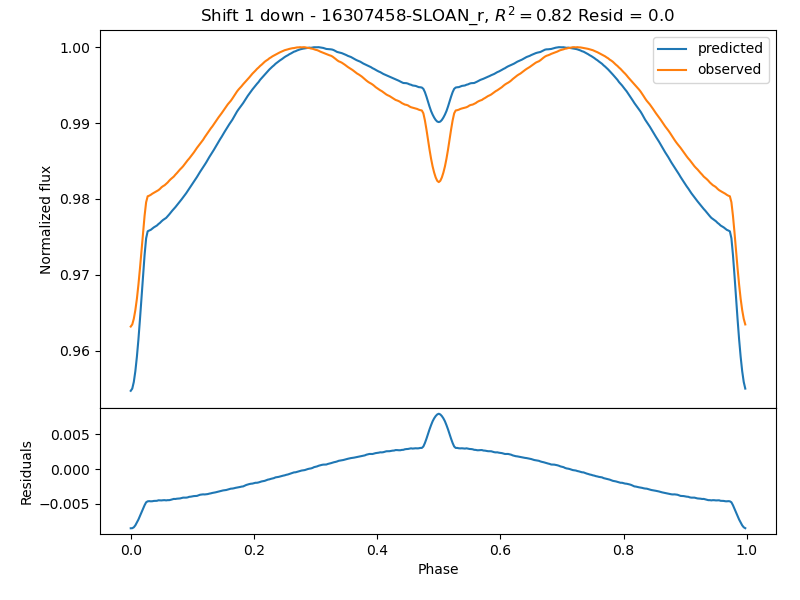 Shift 1 down - 16307458-SLOAN_r, R² = 0.82 Resid = 0.0
predicted
observed
1.00
0.99
0.98
0.97
0.96
Normalized flux
0.005
0.000
−0.005
Residuals
0.0
0.2
0.4
0.6
0.8
1.0
Phase